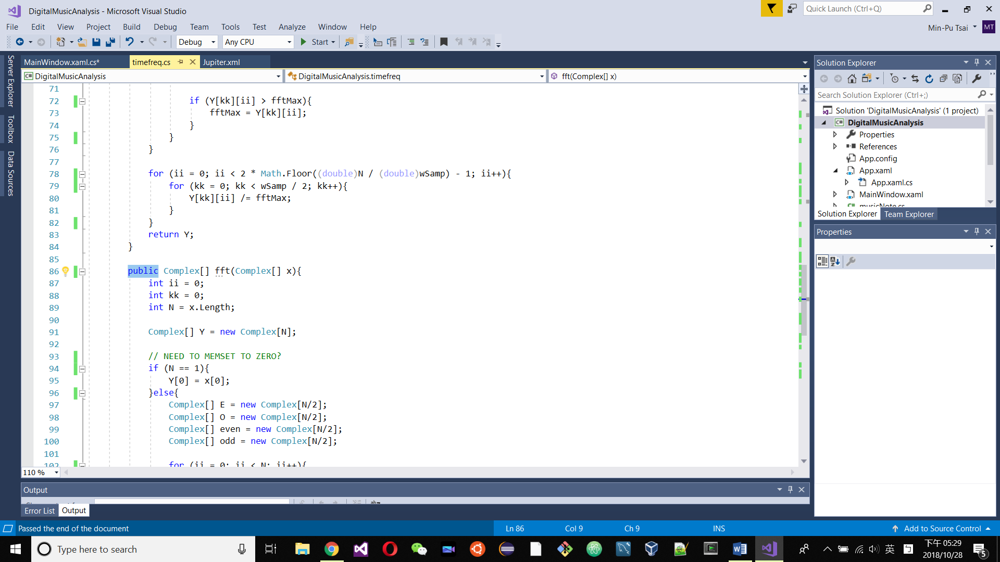 DigitalMusicAnalysis - Microsoft Visual Studio
Quick Launch (Ctrl+Q)
File Edit View Project Build Debug Team Tools Test Analyze Window Help
Min-Pu Tsai MT
Debug Any CPU Start
Server Explorer
Toolbox
Data Sources
MainWindow.xaml.cs* timefreq.cs Jupiter.xml
DigitalMusicAnalysis DigitalMusicAnalysis.timefreq fft(Complex[] x)
71
72 if (Y[kk][ii] > fftMax){
73 fftMax = Y[kk][ii];
74 }
75 }
76 }
77
78 for (ii = 0; ii < 2 * Math.Floor((double)N / (double)wSamp) - 1; ii++){
79 for (kk = 0; kk < wSamp / 2; kk++){
80 Y[kk][ii] /= fftMax;
81 }
82 }
83 return Y;
84 }
85
86 public Complex[] fft(Complex[] x){
87 int ii = 0;
88 int kk = 0;
89 int N = x.Length;
90
91 Complex[] Y = new Complex[N];
92
93 // NEED TO MEMSET TO ZERO?
94 if (N == 1){
95 Y[0] = x[0];
96 }else{
97 Complex[] E = new Complex[N/2];
98 Complex[] O = new Complex[N/2];
99 Complex[] even = new Complex[N/2];
100 Complex[] odd = new Complex[N/2];
101
102 for (ii = 0; ii < N; ii++){
110 %
Output
Error List Output
Solution Explorer
Search Solution Explorer (Ctrl+;)
Solution 'DigitalMusicAnalysis' (1 project)
DigitalMusicAnalysis
Properties
References
App.config
App.xaml
App.xaml.cs
MainWindow.xaml
musicNote.cs
Solution Explorer Team Explorer
Properties
Passed the end of the document Ln 86 Col 9 Ch 9 INS Add to Source Control
Type here to search
英
下午 05:29
2018/10/28
5